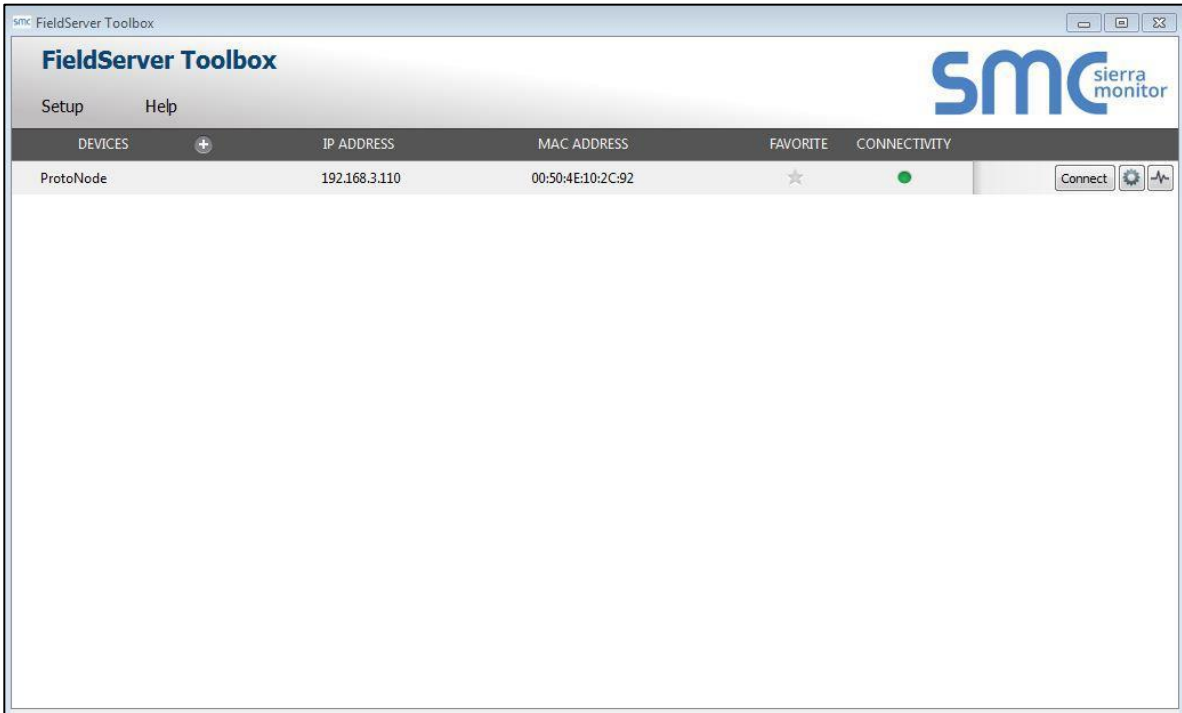 smc FieldServer Toolbox
FieldServer Toolbox
smc sierra monitor
Setup Help
DEVICES IP ADDRESS MAC ADDRESS FAVORITE CONNECTIVITY
ProtoNode 192.168.3.110 00:50:4E:10:2C:92 Connect